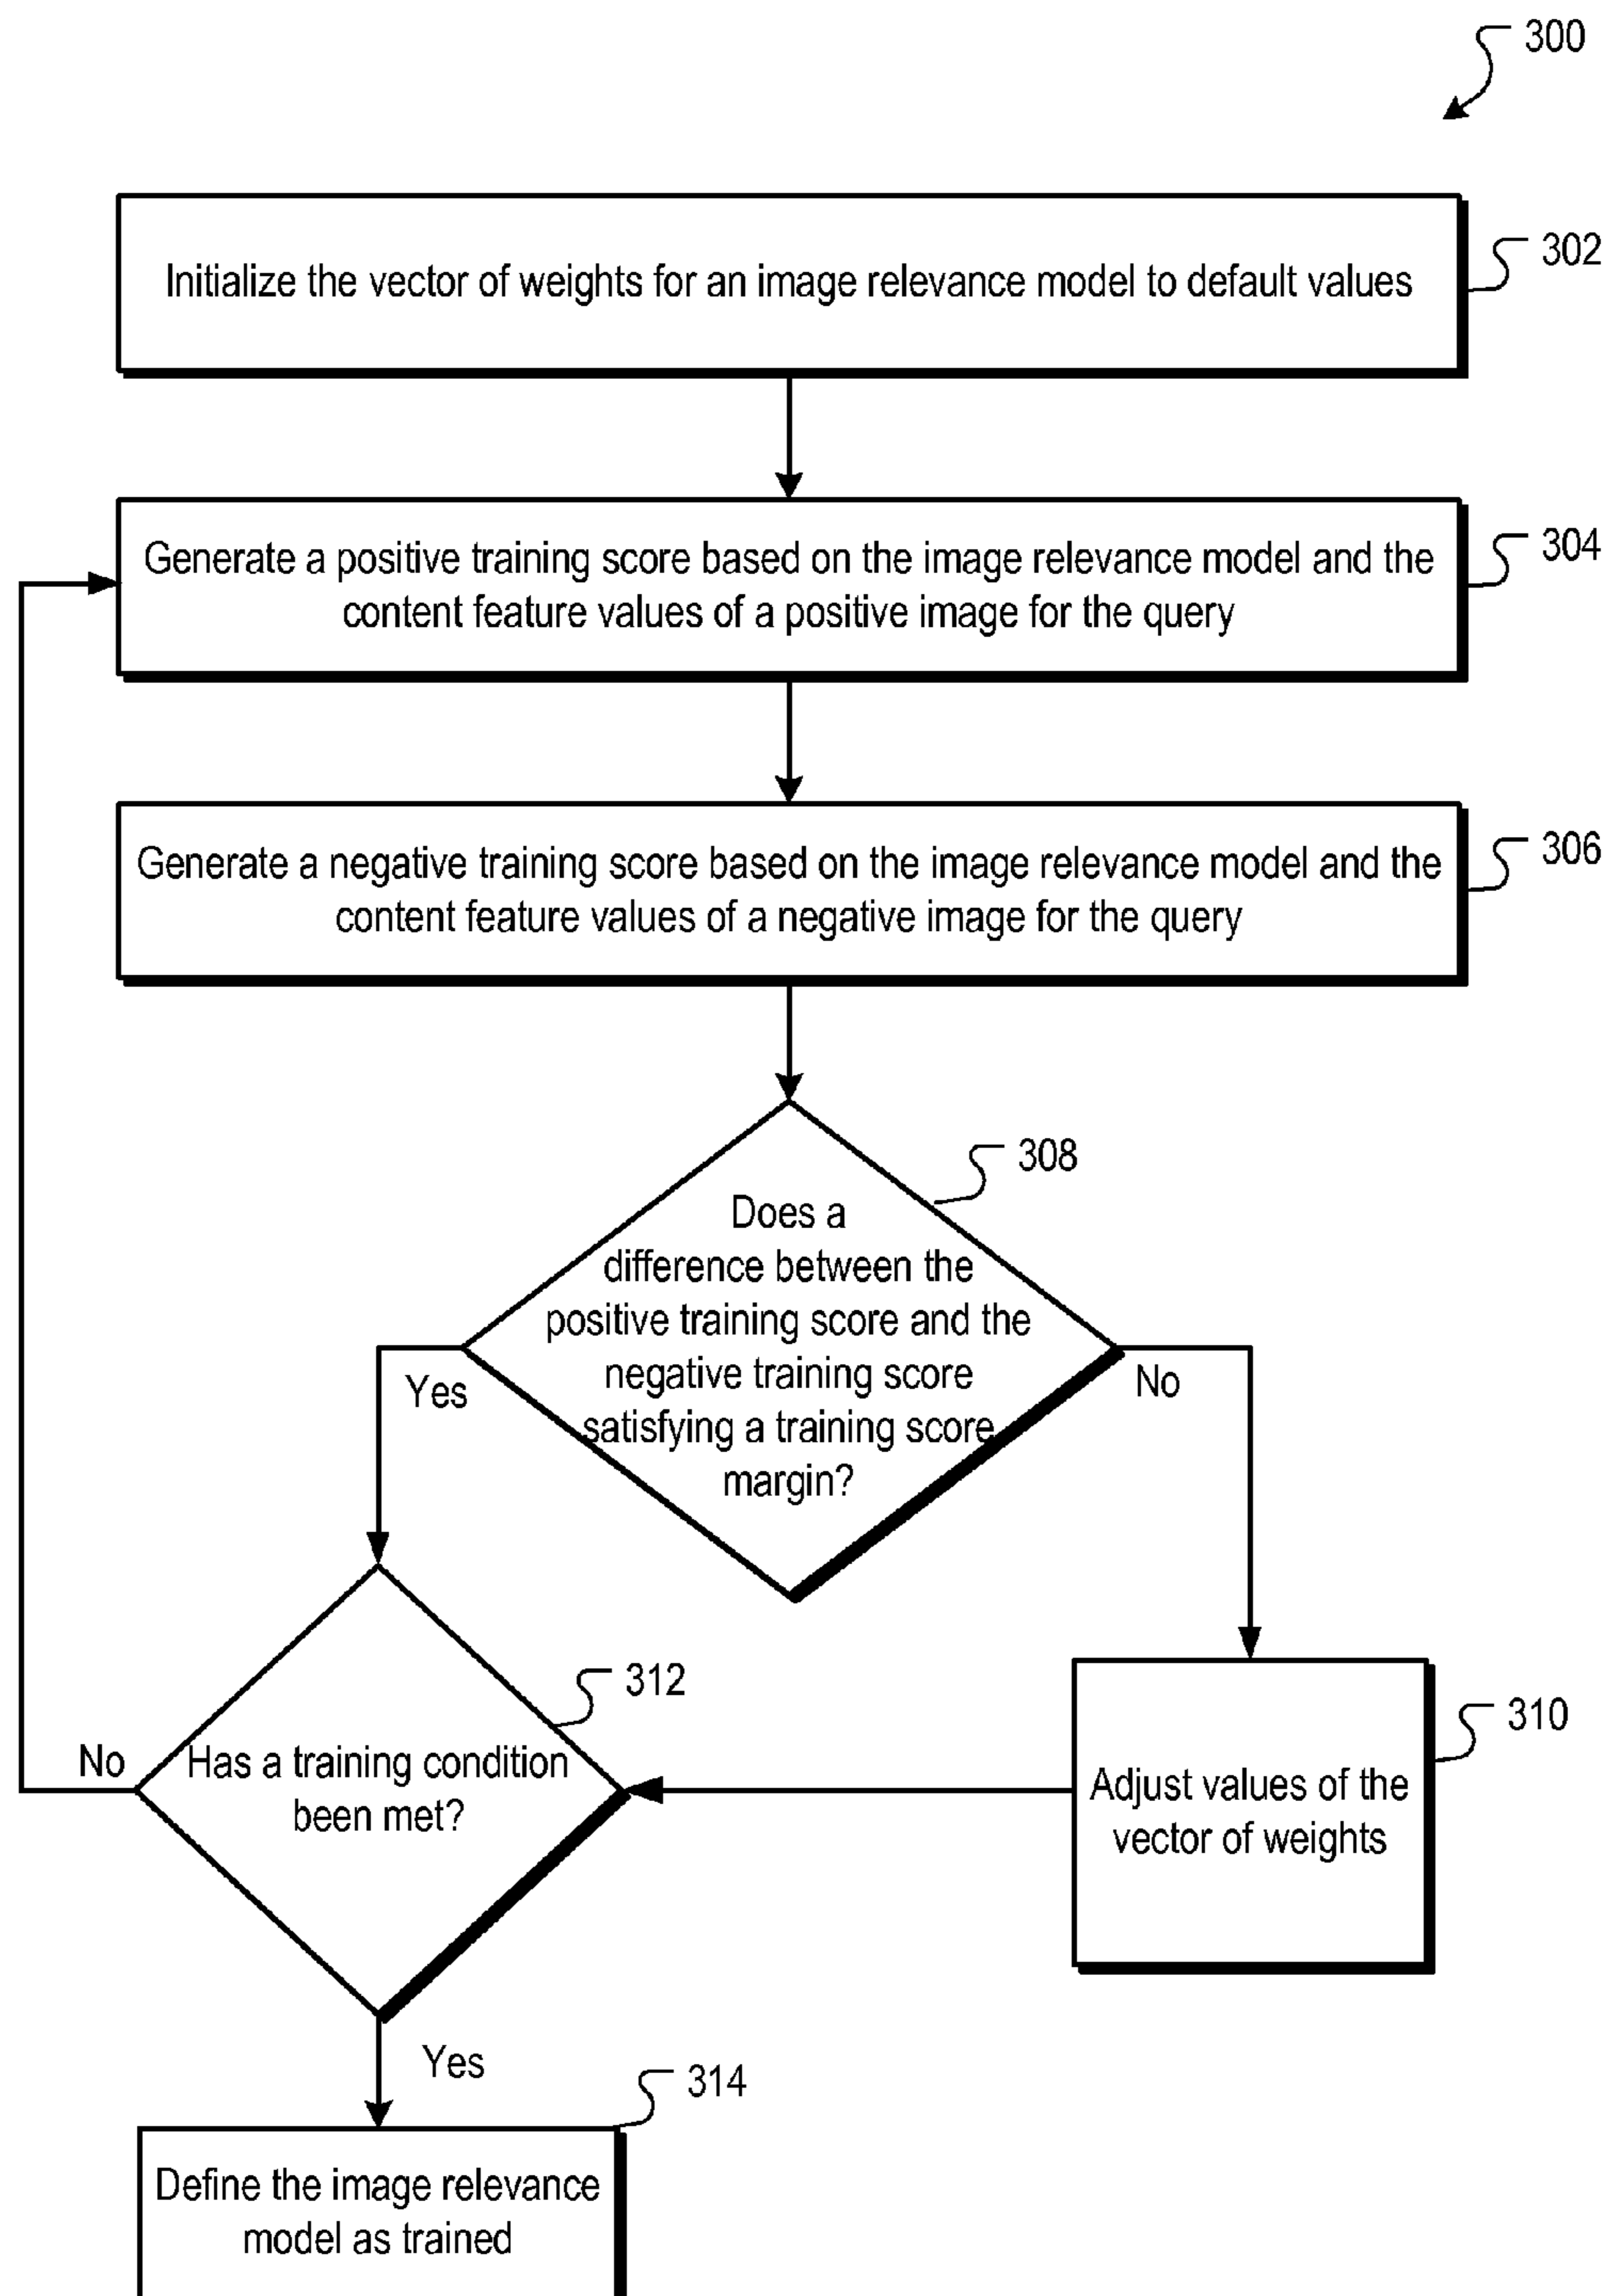 300
Initialize the vector of weights for an image relevance model to default values
302
Generate a positive training score based on the image relevance model and the
content feature values of a positive image for the query
304
Generate a negative training score based on the image relevance model and the
content feature values of a negative image for the query
306
308
Does a
difference between the
positive training score and the
negative training score
satisfying a training score
margin?
Yes
No
312
Has a training condition
been met?
No
310
Adjust values of the
vector of weights
Yes
314
Define the image relevance
model as trained